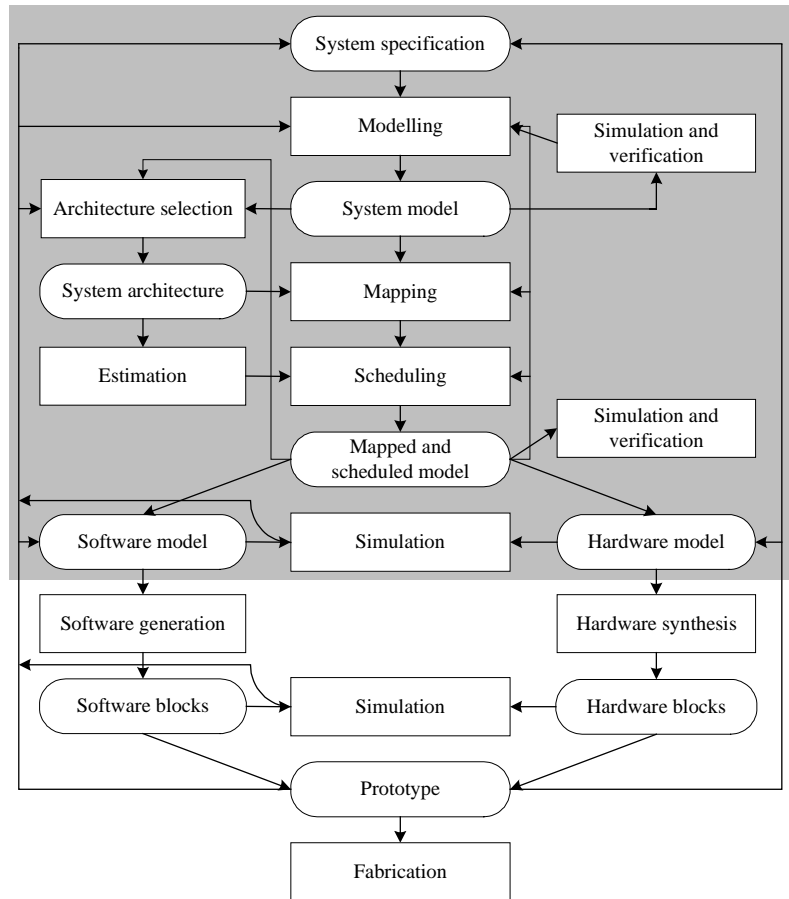 System specification
Modelling
Simulation and
verification
Architecture selection
System model
System architecture
Mapping
Estimation
Scheduling
Simulation and
verification
Mapped and
scheduled model
Software model
Simulation
Hardware model
Software generation
Hardware synthesis
Software blocks
Simulation
Hardware blocks
Prototype
Fabrication